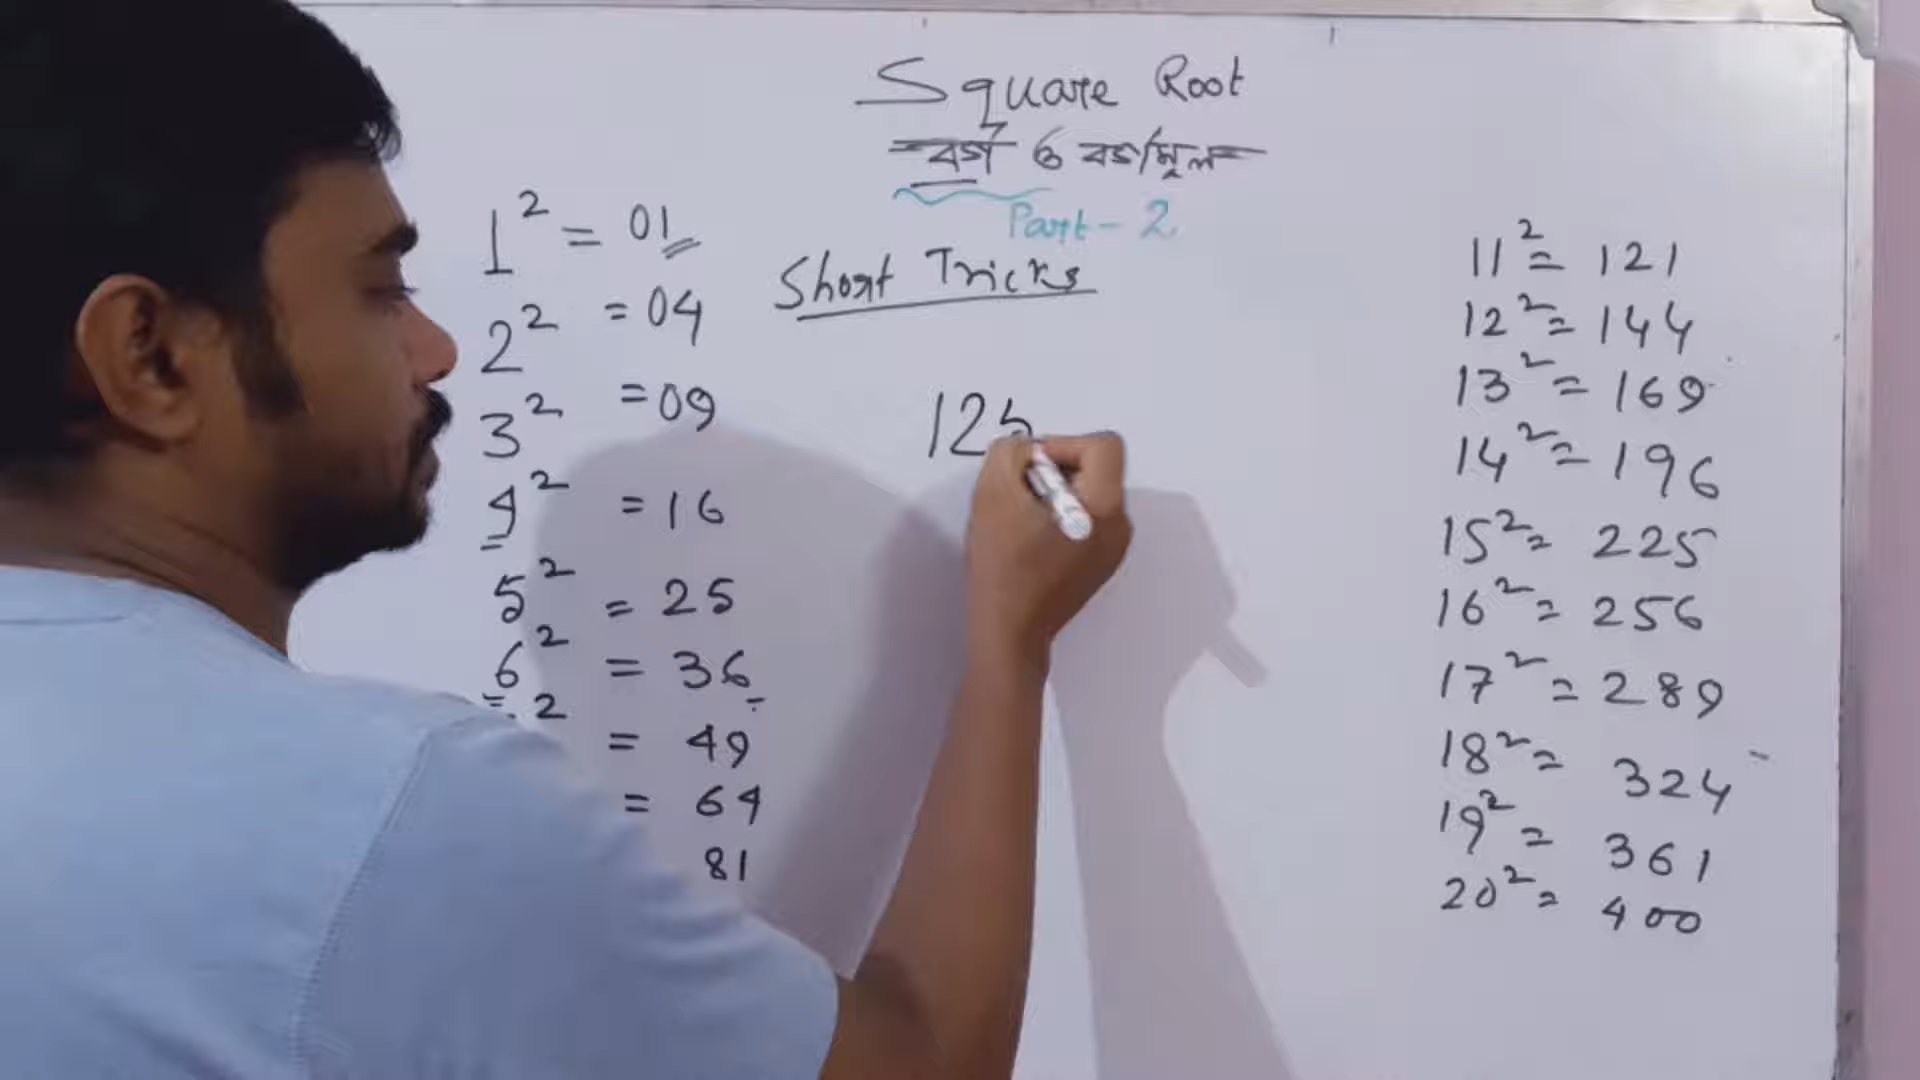 Square Root
বর্গ ও বর্গমূল
Part - 2
Short Tricks
1² = 01
2² = 04
3² = 09
4² = 16
5² = 25
6² = 36
2 = 49
= 64
81
125
11² = 121
12² = 144
13² = 169
14² = 196
15² = 225
16² = 256
17² = 289
18² = 324
19² = 361
20² = 400